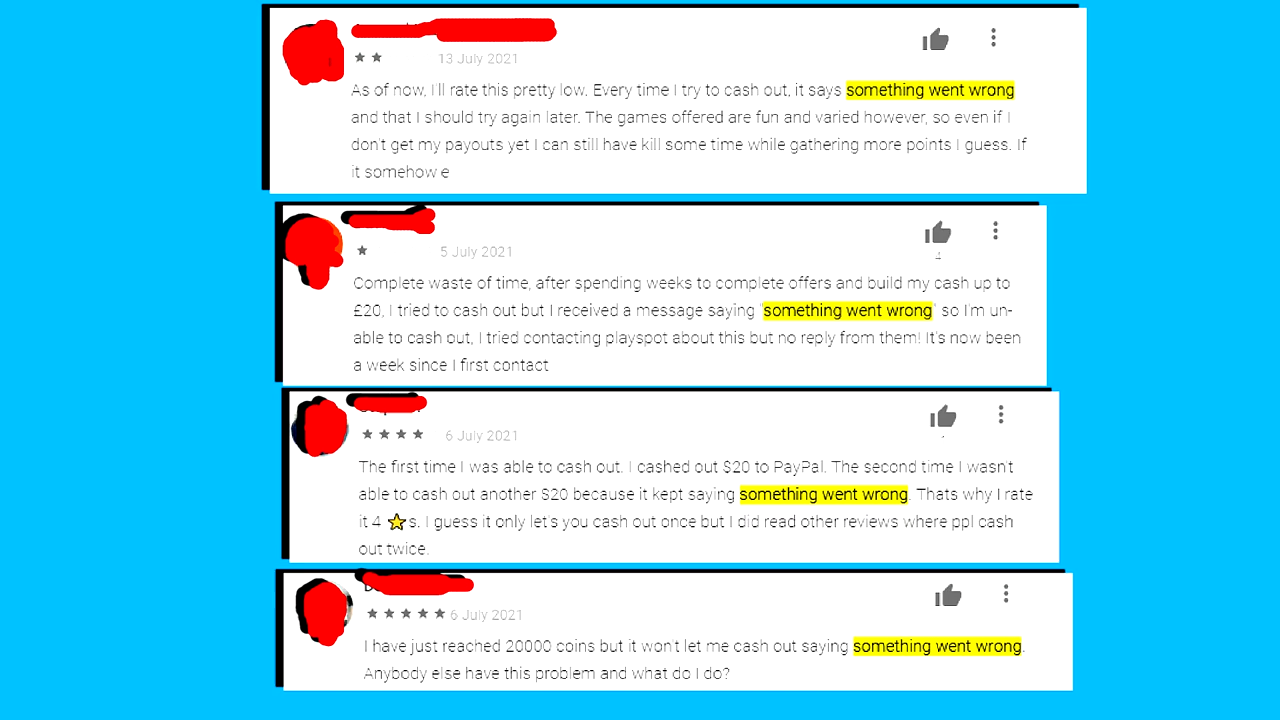 13 July 2021
As of now, I'll rate this pretty low. Every time I try to cash out, it says something went wrong
and that I should try again later. The games offered are fun and varied however, so even if I
don't get my payouts yet I can still have kill some time while gathering more points I guess. If
it somehow e
5 July 2021
4
Complete waste of time, after spending weeks to complete offers and build my cash up to
£20, I tried to cash out but I received a message saying "something went wrong" so I'm un-
able to cash out, I tried contacting playspot about this but no reply from them! It's now been
a week since I first contact
6 July 2021
The first time I was able to cash out. I cashed out $20 to PayPal. The second time I wasn't
able to cash out another $20 because it kept saying something went wrong. Thats why I rate
it 4 ⭐s. I guess it only let's you cash out once but I did read other reviews where ppl cash
out twice.
6 July 2021
I have just reached 20000 coins but it won't let me cash out saying something went wrong.
Anybody else have this problem and what do I do?